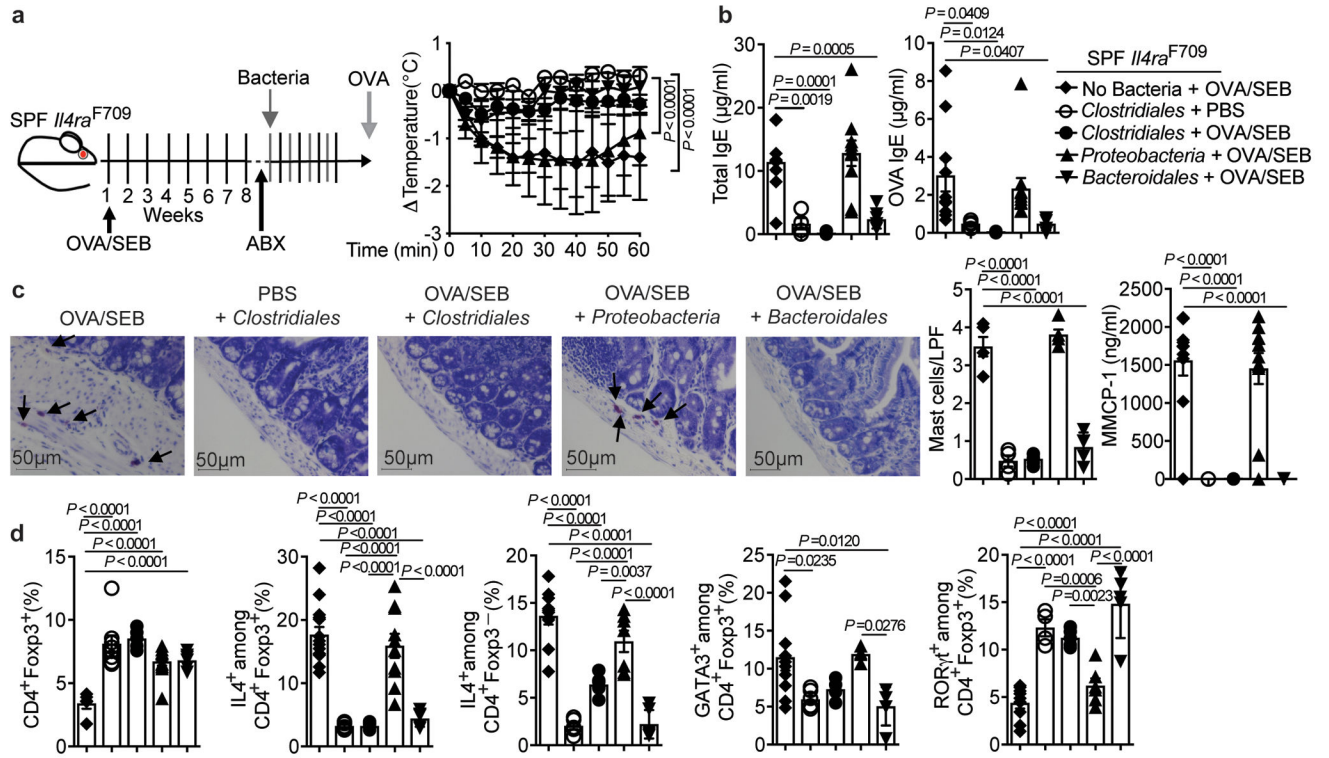 a
SPF Il4ra^F709
Bacteria
OVA
1 2 3 4 5 6 7 8
Weeks
OVA/SEB
ABX
Δ Temperature(°C)
1
0
-1
-2
-3
Time (min)
0 10 20 30 40 50 60
P < 0.0001
P < 0.0001
b
Total IgE (μg/ml)
30
20
10
0
P = 0.0005
P = 0.0001
P = 0.0019
OVA IgE (μg/ml)
10
8
6
4
2
0
P = 0.0409
P = 0.0124
P = 0.0407
SPF Il4ra^F709
No Bacteria + OVA/SEB
Clostridiales + PBS
Clostridiales + OVA/SEB
Proteobacteria + OVA/SEB
Bacteroidales + OVA/SEB
c
OVA/SEB
PBS
+ Clostridiales
OVA/SEB
+ Clostridiales
OVA/SEB
+ Proteobacteria
OVA/SEB
+ Bacteroidales
50μm
50μm
50μm
50μm
50μm
Mast cells/LPF
5
4
3
2
1
0
P < 0.0001
P < 0.0001
P < 0.0001
MMCP-1 (ng/ml)
2500
2000
1500
1000
500
0
P < 0.0001
P < 0.0001
P < 0.0001
d
CD4+Foxp3+(%)
15
10
5
0
P < 0.0001
P < 0.0001
P < 0.0001
P < 0.0001
IL4+among
CD4+Foxp3+(%)
30
20
10
0
P < 0.0001
P < 0.0001
P < 0.0001
P < 0.0001
P < 0.0001
P < 0.0001
IL4+among
CD4+Foxp3−(%)
20
15
10
5
0
P < 0.0001
P < 0.0001
P < 0.0001
P < 0.0001
P = 0.0037
P < 0.0001
GATA3+among
CD4+Foxp3+(%)
25
20
15
10
5
0
P = 0.0120
P = 0.0235
P = 0.0276
RORγt+among
CD4+Foxp3+(%)
20
15
10
5
0
P < 0.0001
P < 0.0001
P < 0.0001
P < 0.0001
P = 0.0006
P = 0.0023